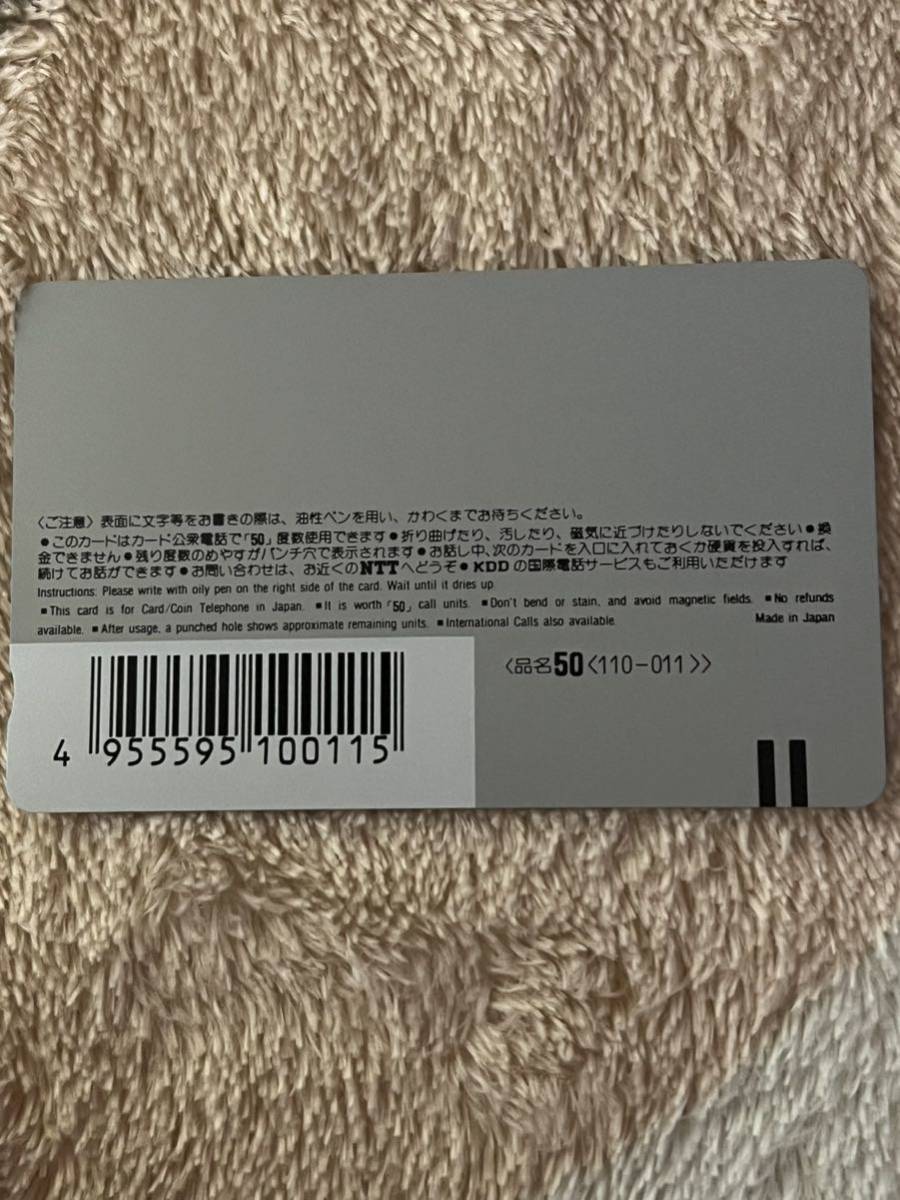 〈ご注意〉表面に文字等をお書きの際は、油性ペンを用い、かわくまでお待ちください。
●このカードはカード公衆電話で「50」度数使用できます●折り曲げたり、汚したり、磁気に近づけたりしないでください●換
金できません●残り度数のめやすがパンチ穴で表示されます●お話し中、次のカードを入口に入れておくか硬貨を投入すれば、
続けてお話ができます●お問い合わせは、お近くのNTTへどうぞ●KDDの国際電話サービスもご利用いただけます
Instructions: Please write with oily pen on the right side of the card. Wait until it dries up.
■This card is for Card/Coin Telephone in Japan. ■It is worth「50」call units. ■Don't bend or stain, and avoid magnetic fields. ■No refunds
available. ■After usage, a punched hole shows approximate remaining units. ■International Calls also available.
Made in Japan
〈品名50〈110-011〉〉
4 955595 100115